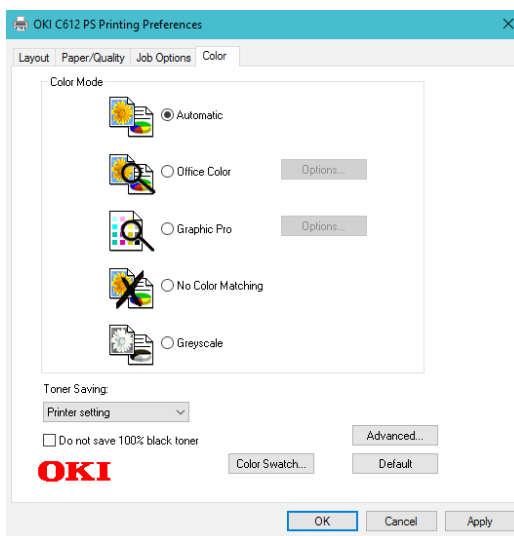 OKI C612 PS Printing Preferences
Layout Paper/Quality Job Options Color
Color Mode
Automatic
Office Color Options...
Graphic Pro Options...
No Color Matching
Greyscale
Toner Saving:
Printer setting
Do not save 100% black toner
Advanced...
OKI
Color Swatch... Default
OK Cancel Apply